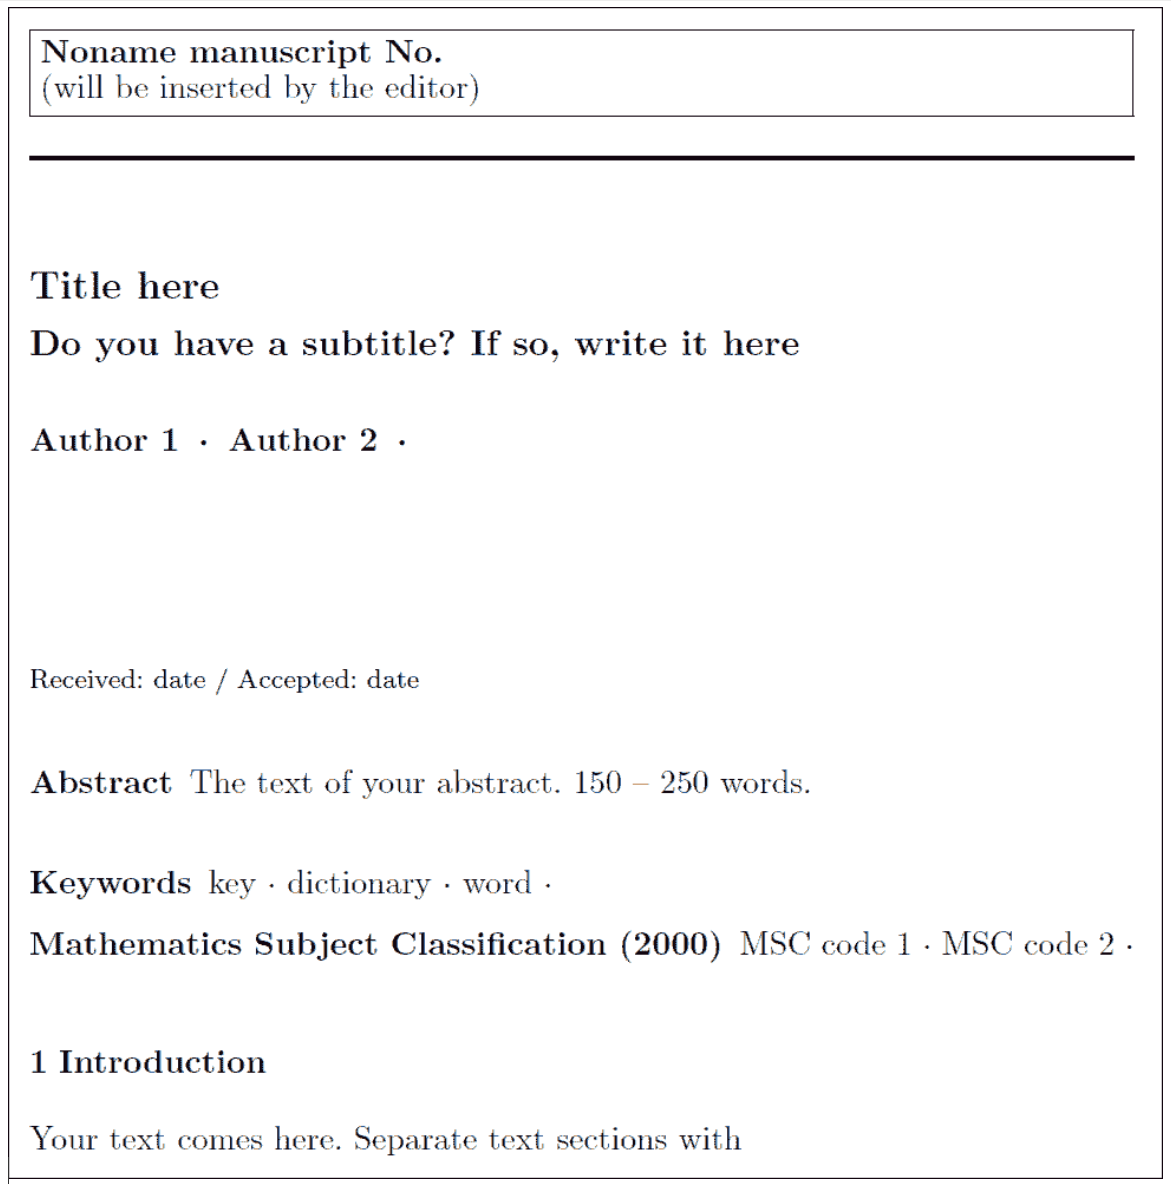 Noname manuscript No.
(will be inserted by the editor)
Title here
Do you have a subtitle? If so, write it here
Author 1 · Author 2 ·
Received: date / Accepted: date
Abstract The text of your abstract. 150 – 250 words.
Keywords key · dictionary · word ·
Mathematics Subject Classification (2000) MSC code 1 · MSC code 2 ·
1 Introduction
Your text comes here. Separate text sections with